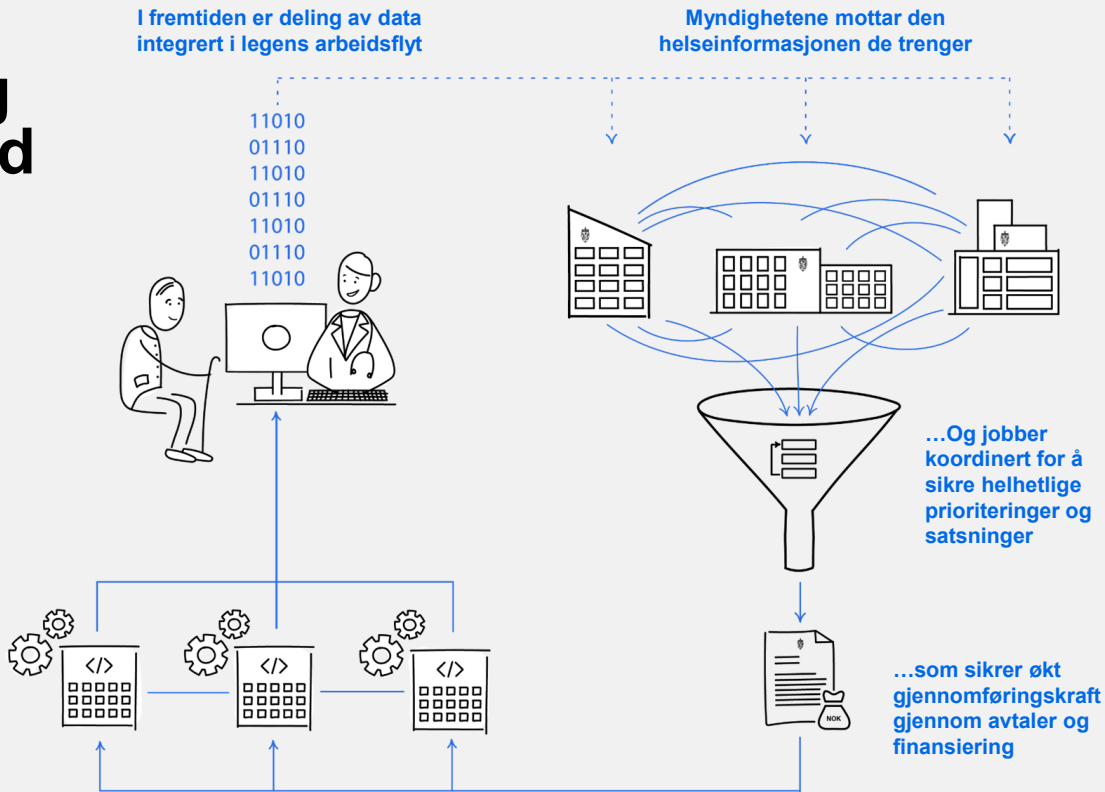 I fremtiden er deling av data
integrert i legens arbeidsflyt
Myndighetene mottar den
helseinformasjonen de trenger
g
d
11010
01110
11010
01110
11010
01110
11010
…Og jobber
koordinert for å
sikre helhetlige
prioriteringer og
satsninger
</>
</>
</>
NOK
…som sikrer økt
gjennomføringskraft
gjennom avtaler og
finansiering